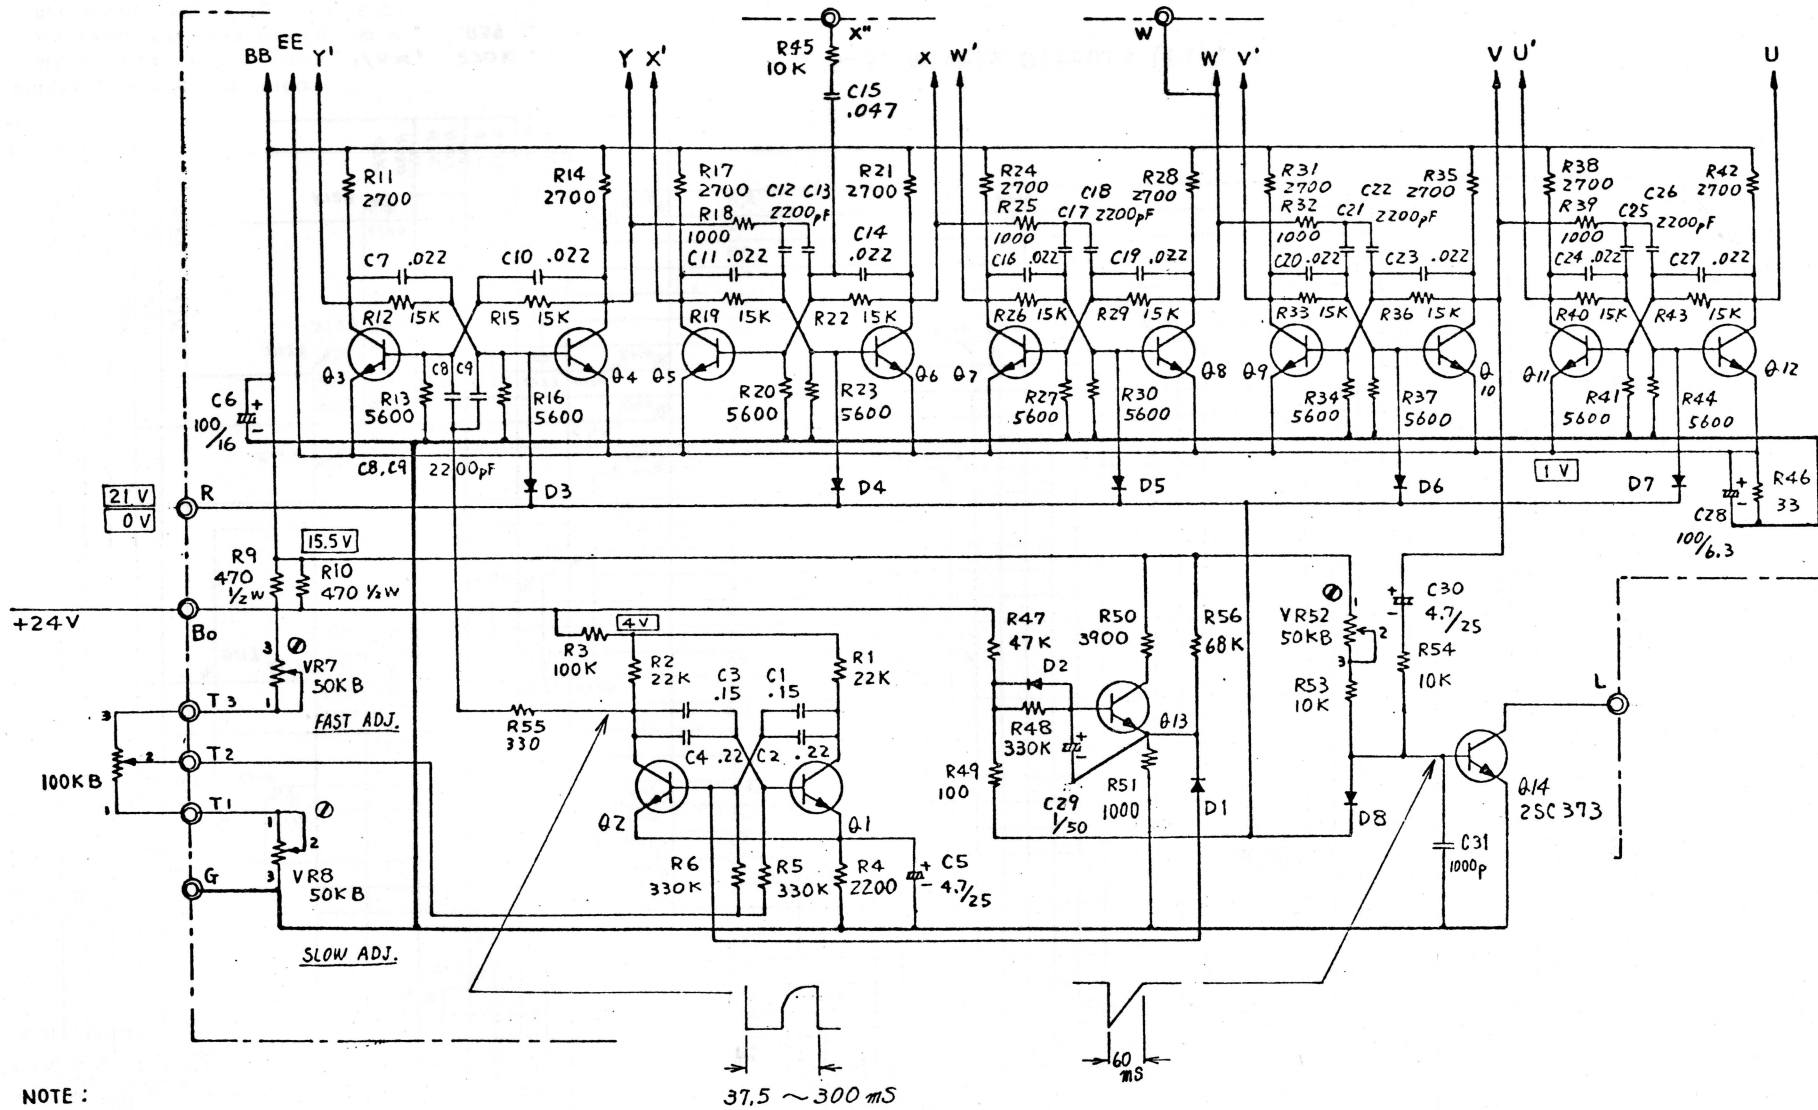 BB EE Y' Y X' X" X W' W W V' V U' U
R45
10K
C15
.047
R11
2700
R14
2700
R17
2700
R18
1000
C12 C13
2200pF
R21
2700
C14
.022
R24
2700
R25
1000
C17 C18
2200pF
R28
2700
R31
2700
R32
1000
C21 C22
2200pF
R35
2700
R38
2700
R39
1000
C25 C26
2200pF
R42
2700
C7 .022
C10 .022
C11 .022
C16 .022
C19 .022
C20 .022
C23 .022
C24 .022
C27 .022
R12 15K
R15 15K
R19 15K
R22 15K
R26 15K
R29 15K
R33 15K
R36 15K
R40 15K
R43 15K
Q3
C8 C9
Q4
Q5
Q6
Q7
Q8
Q9
Q10
Q11
Q12
R13
5600
R16
5600
R20
5600
R23
5600
R27
5600
R30
5600
R34
5600
R37
5600
R41
5600
R44
5600
C6
100/16
+
-
C8, C9 2200pF
D3
D4
D5
D6
1V
D7
+
-
C28
100/6.3
R46
33
21V
0V
R
15.5V
R9
470
1/2W
R10
470 1/2W
+24V
Bo
3
VR7
50KB
1
FAST ADJ.
3
T3
2
T2
100KB
1
T1
1
2
3
VR8
50KB
G
SLOW ADJ.
R3
100K
4V
R2
22K
C3
.15
C1
.15
R1
22K
R55
330
C4 .22
C2 .22
Q2
Q1
R6
330K
R5
330K
R4
2200
+
-
C5
4.7/25
R47
47K
D2
R48
330K
R49
100
+
-
C29
1/50
R50
3900
Q13
R51
1000
R56
68K
D1
1
VR52
50KB
2
3
R53
10K
+
-
C30
4.7/25
R54
10K
D8
C31
1000p
L
Q14
2SC373
37.5 ~ 300 mS
60
mS
NOTE :